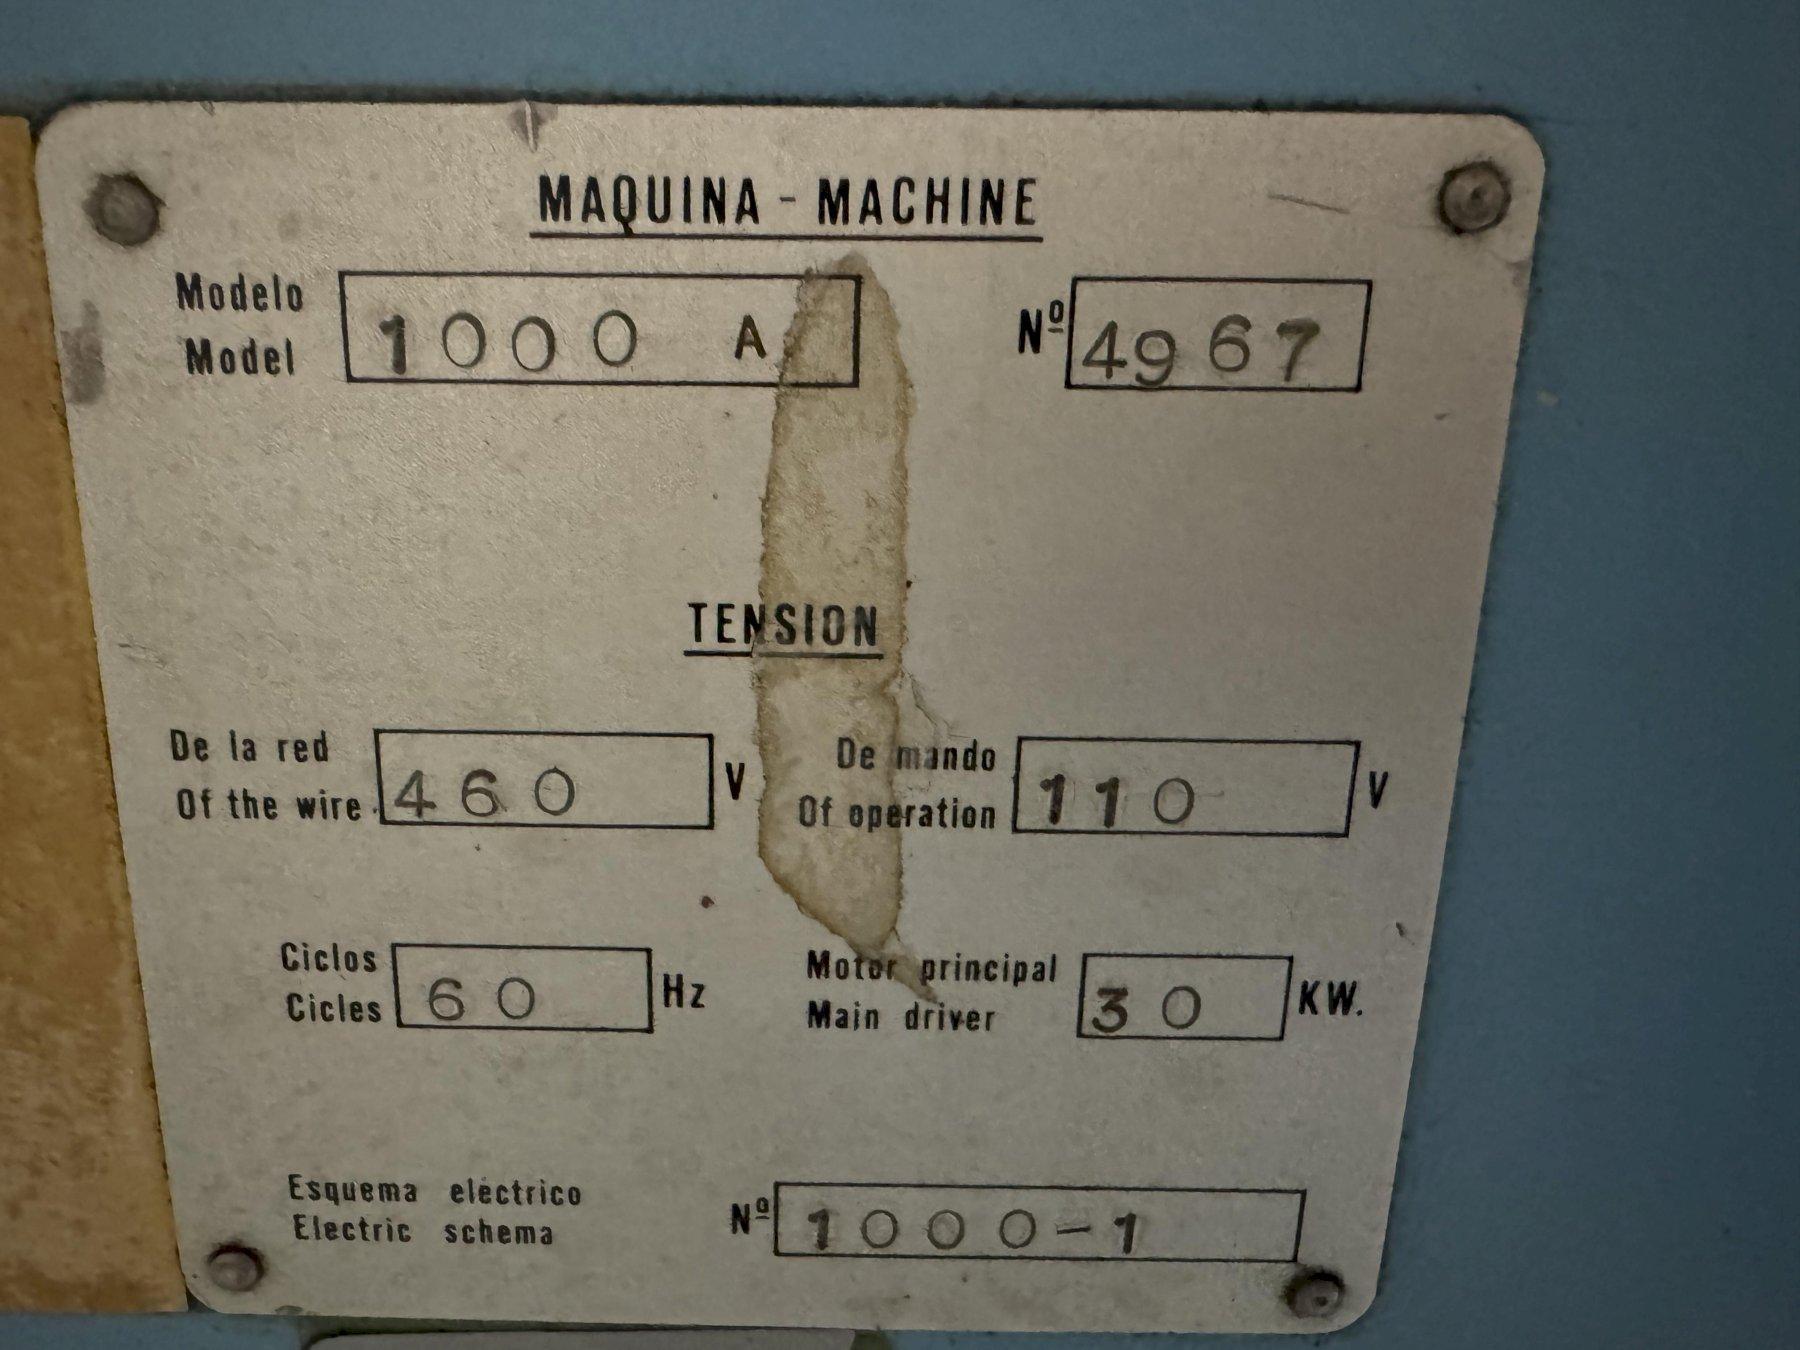 MAQUINA - MACHINE
Modelo
Model
1000 A
Nº 4967
TENSION
De la red
Of the wire
460 V
De mando
Of operation
110 V
Ciclos
Cicles
60 Hz
Motor principal
Main driver
30 KW.
Esquema eléctrico
Electric schema
Nº 1000-1